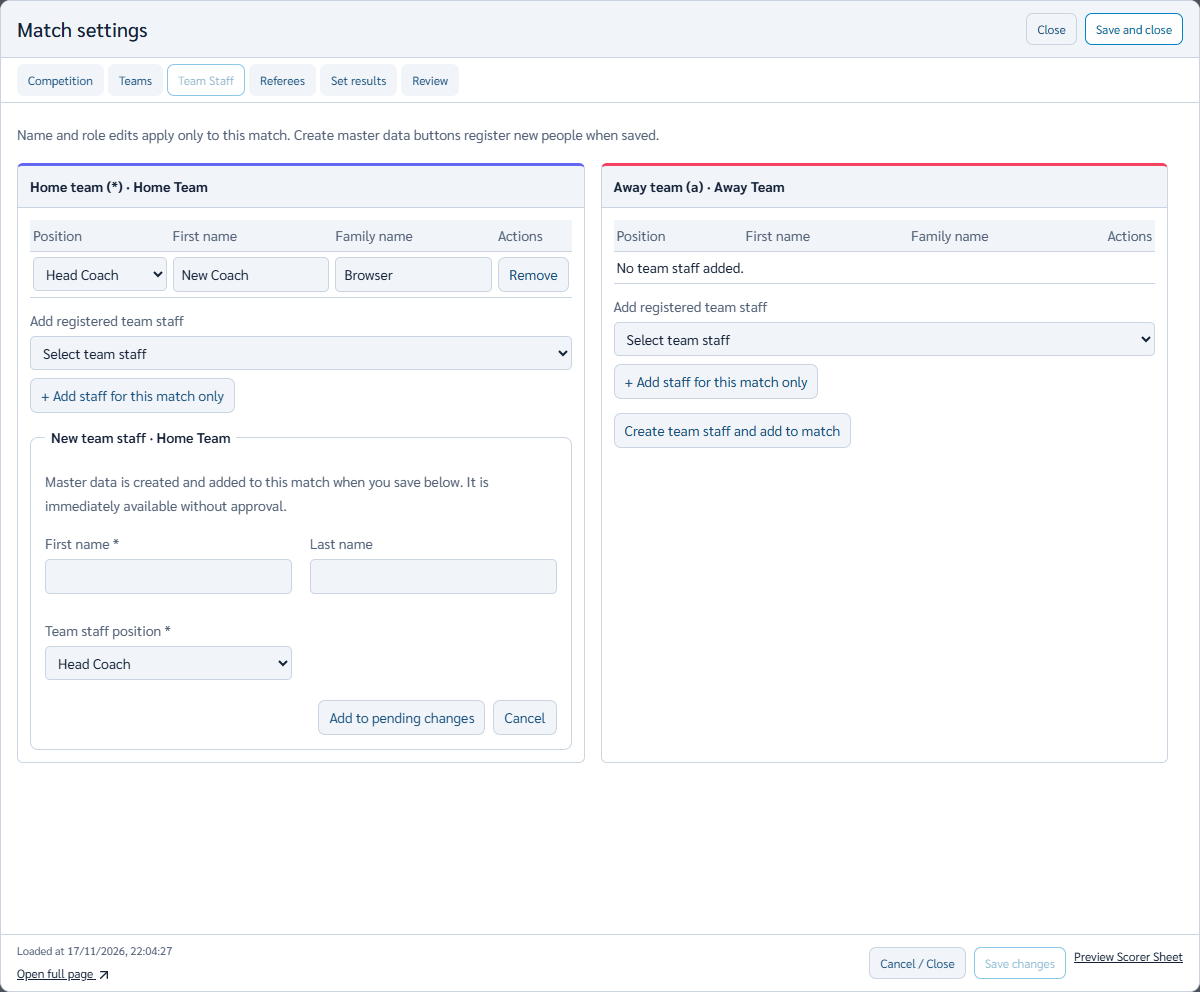 Match settings
Close
Save and close
Competition
Teams
Team Staff
Referees
Set results
Review
Name and role edits apply only to this match. Create master data buttons register new people when saved.
Home team (*) · Home Team
Position
First name
Family name
Actions
Head Coach
New Coach
Browser
Remove
Add registered team staff
Select team staff
+ Add staff for this match only
New team staff · Home Team
Master data is created and added to this match when you save below. It is
immediately available without approval.
First name *
Last name
Team staff position *
Head Coach
Add to pending changes
Cancel
Away team (a) · Away Team
Position
First name
Family name
Actions
No team staff added.
Add registered team staff
Select team staff
+ Add staff for this match only
Create team staff and add to match
Loaded at 17/11/2026, 22:04:27
Open full page
Cancel / Close
Save changes
Preview Scorer Sheet